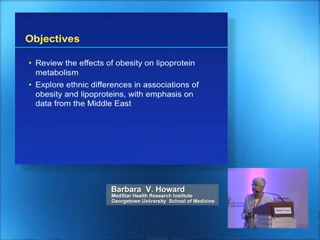 Objectives
• Review the effects of obesity on lipoprotein
metabolism
• Explore ethnic differences in associations of
obesity and lipoproteins, with emphasis on
data from the Middle East
Barbara V. Howard
MedStar Health Research Institute
Georgetown University School of Medicine